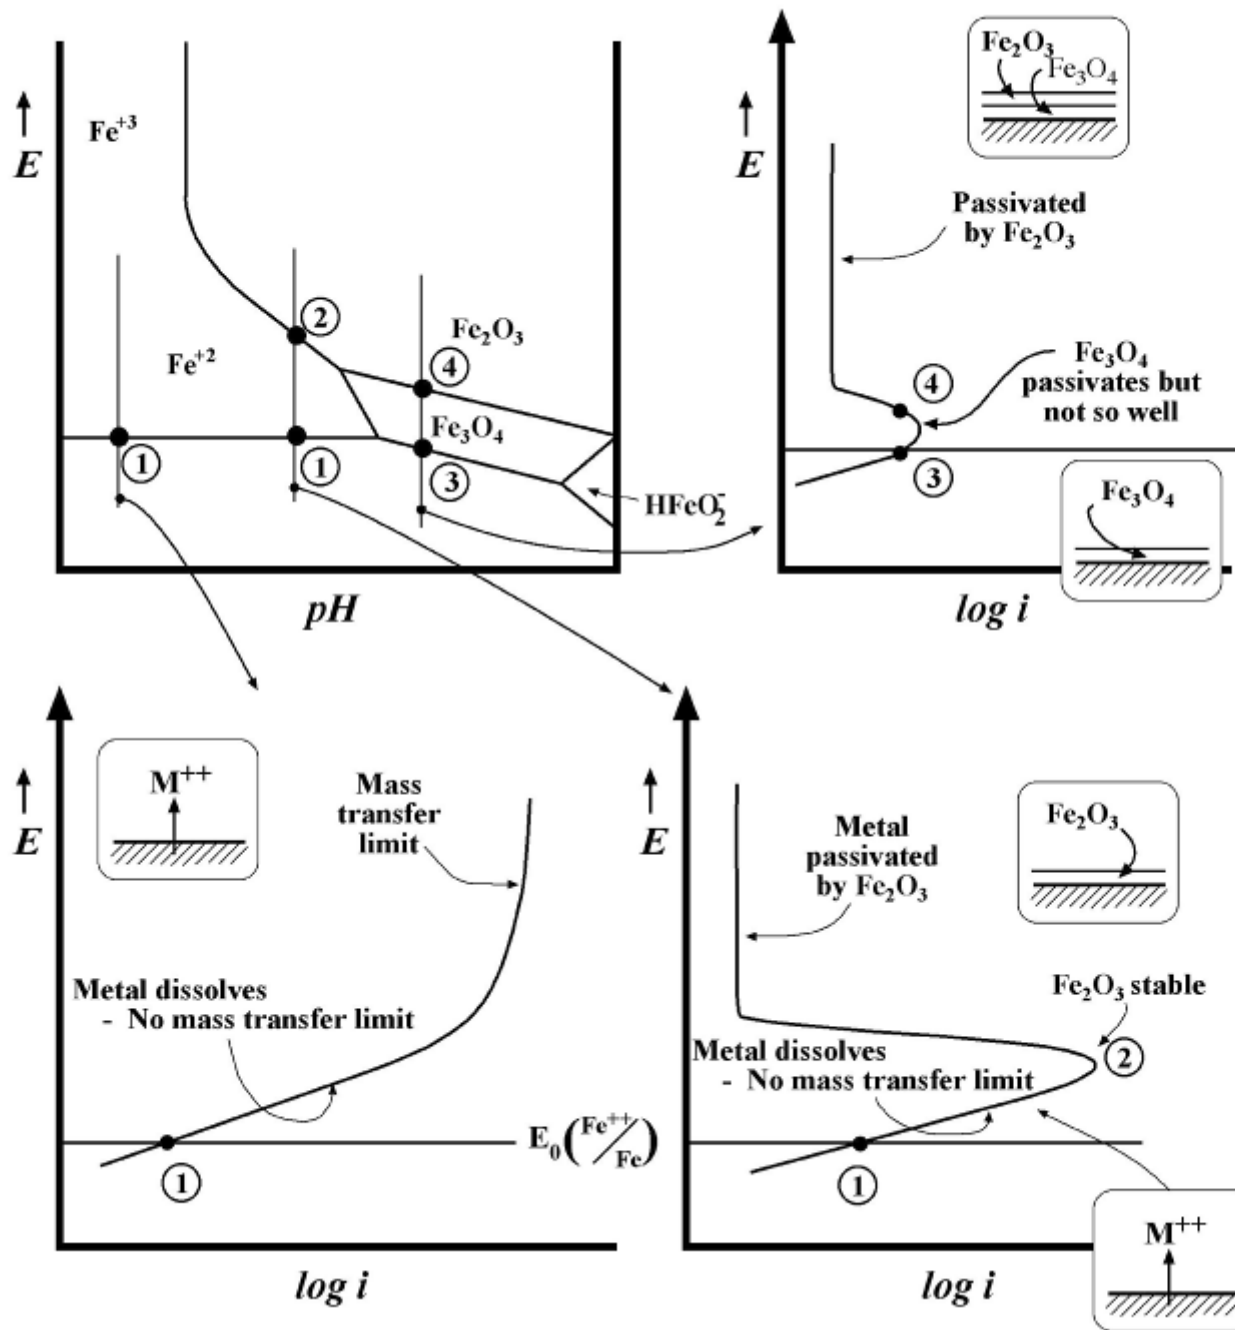 E
Fe+3
Fe+2
1
1
2
3
4
Fe2O3
Fe3O4
HFeO2-
pH
E
Fe2O3
Fe3O4
Passivated
by Fe2O3
4
Fe3O4
passivates but
not so well
3
Fe3O4
log i
E
M++
Mass
transfer
limit
Metal dissolves
- No mass transfer limit
E0(Fe++/Fe)
1
log i
E
Metal
passivated
by Fe2O3
Fe2O3
Fe2O3 stable
2
Metal dissolves
- No mass transfer limit
1
M++
log i